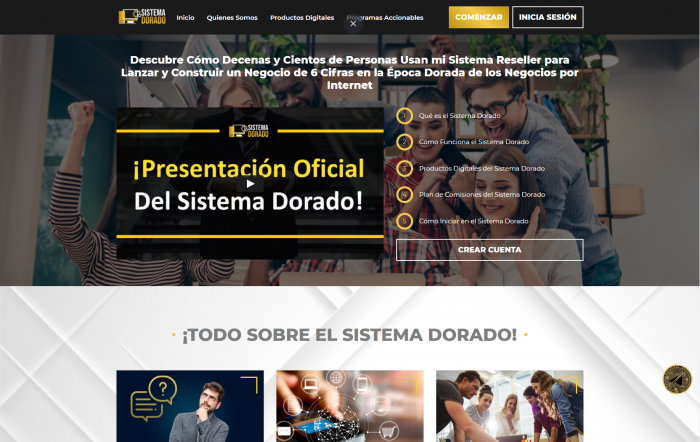 SISTEMA
DORADO
Inicio
Quienes Somos
Productos Digitales
Programas Accionables
COMENZAR
INICIA SESIÓN
Descubre Cómo Decenas y Cientos de Personas Usan mi Sistema Reseller para
Lanzar y Construir un Negocio de 6 Cifras en la Época Dorada de los Negocios por
Internet
SISTEMA
DORADO
¡Presentación Oficial
Del Sistema Dorado!
1 Qué es el Sistema Dorado
2 Cómo Funciona el Sistema Dorado
3 Productos Digitales del Sistema Dorado
4 Plan de Comisiones del Sistema Dorado
5 Cómo Iniciar en el Sistema Dorado
CREAR CUENTA
¡TODO SOBRE EL SISTEMA DORADO!